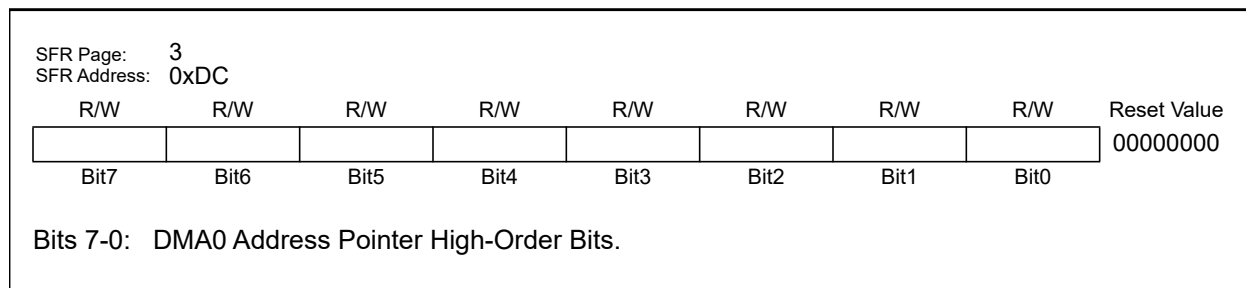 SFR Page: 3
SFR Address: 0xDC
R/W R/W R/W R/W R/W R/W R/W R/W Reset Value
00000000
Bit7 Bit6 Bit5 Bit4 Bit3 Bit2 Bit1 Bit0
Bits 7-0: DMA0 Address Pointer High-Order Bits.